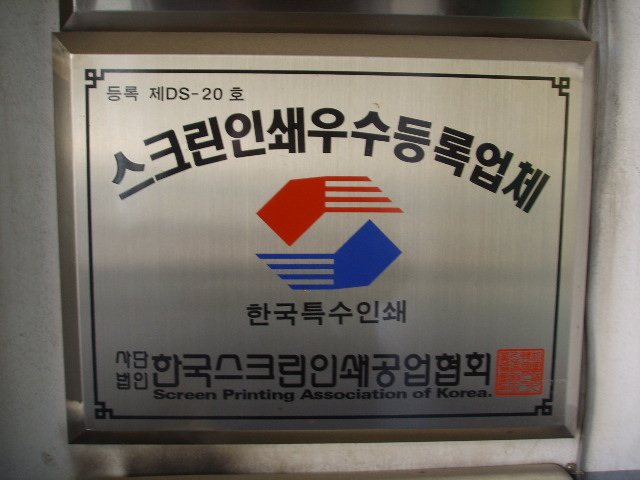 등록 제DS-20 호
스크린인쇄우수등록업체
한국특수인쇄
사단법인 한국스크린인쇄공업협회
Screen Printing Association of Korea.